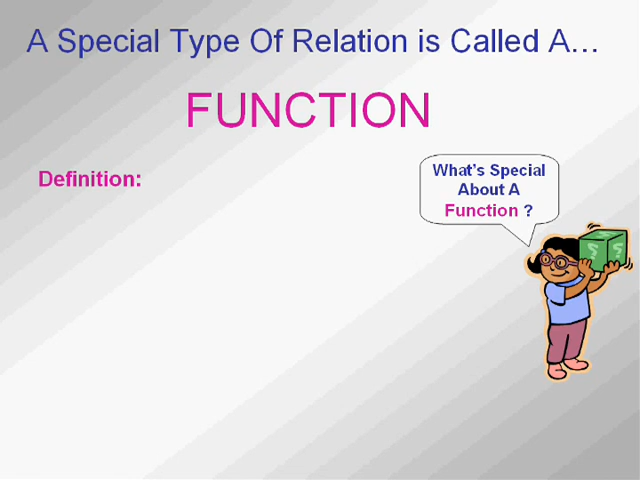 A Special Type Of Relation is Called A...
FUNCTION
Definition:
What's Special
About A
Function ?